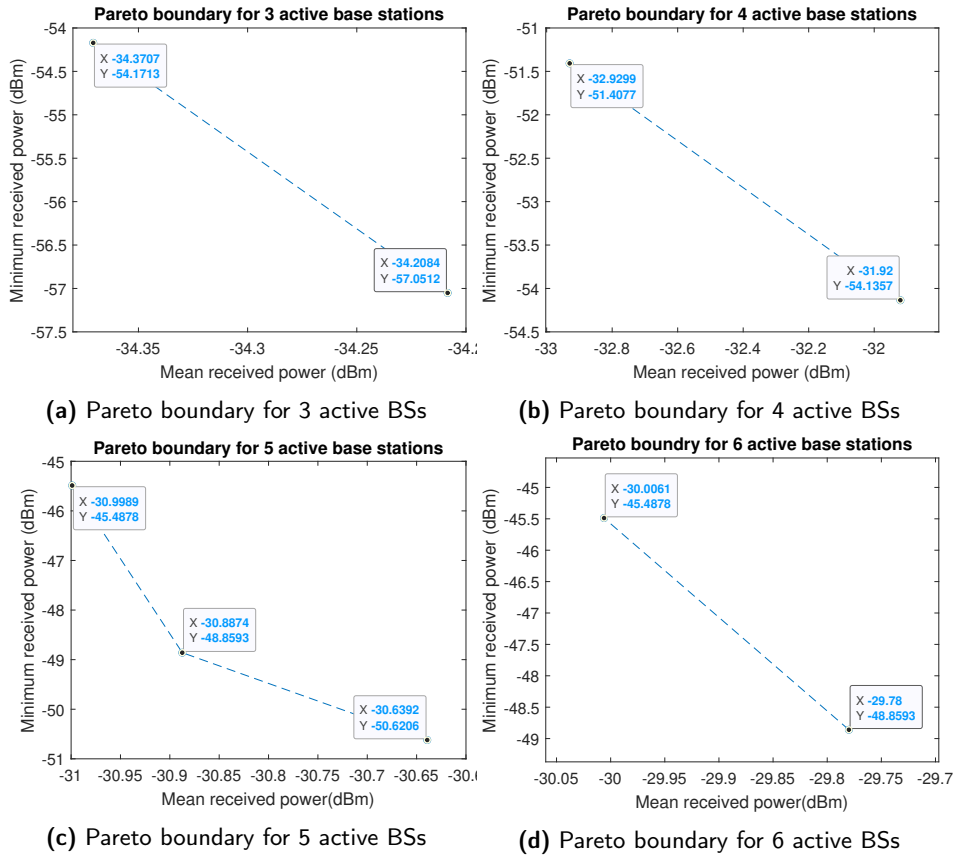 Pareto boundary for 3 active base stations
-54
-54.5
-55
-55.5
-56
-56.5
-57
-57.5
Minimum received power (dBm)
X -34.3707
Y -54.1713
X -34.2084
Y -57.0512
-34.35
-34.3
-34.25
-34.2
Mean received power (dBm)
(a) Pareto boundary for 3 active BSs
Pareto boundary for 4 active base stations
-51
-51.5
-52
-52.5
-53
-53.5
-54
-54.5
Minimum received power (dBm)
X -32.9299
Y -51.4077
X -31.92
Y -54.1357
-33
-32.8
-32.6
-32.4
-32.2
-32
Mean received power (dBm)
(b) Pareto boundary for 4 active BSs
Pareto boundary for 5 active base stations
-45
-46
-47
-48
-49
-50
-51
Minimum received power (dBm)
X -30.9989
Y -45.4878
X -30.8874
Y -48.8593
X -30.6392
Y -50.6206
-31
-30.95
-30.9
-30.85
-30.8
-30.75
-30.7
-30.65
-30.6
Mean received power(dBm)
(c) Pareto boundary for 5 active BSs
Pareto boundry for 6 active base stations
-45
-45.5
-46
-46.5
-47
-47.5
-48
-48.5
-49
Minimum received power (dBm)
X -30.0061
Y -45.4878
X -29.78
Y -48.8593
-30.05
-30
-29.95
-29.9
-29.85
-29.8
-29.75
-29.7
Mean received power (dBm)
(d) Pareto boundary for 6 active BSs